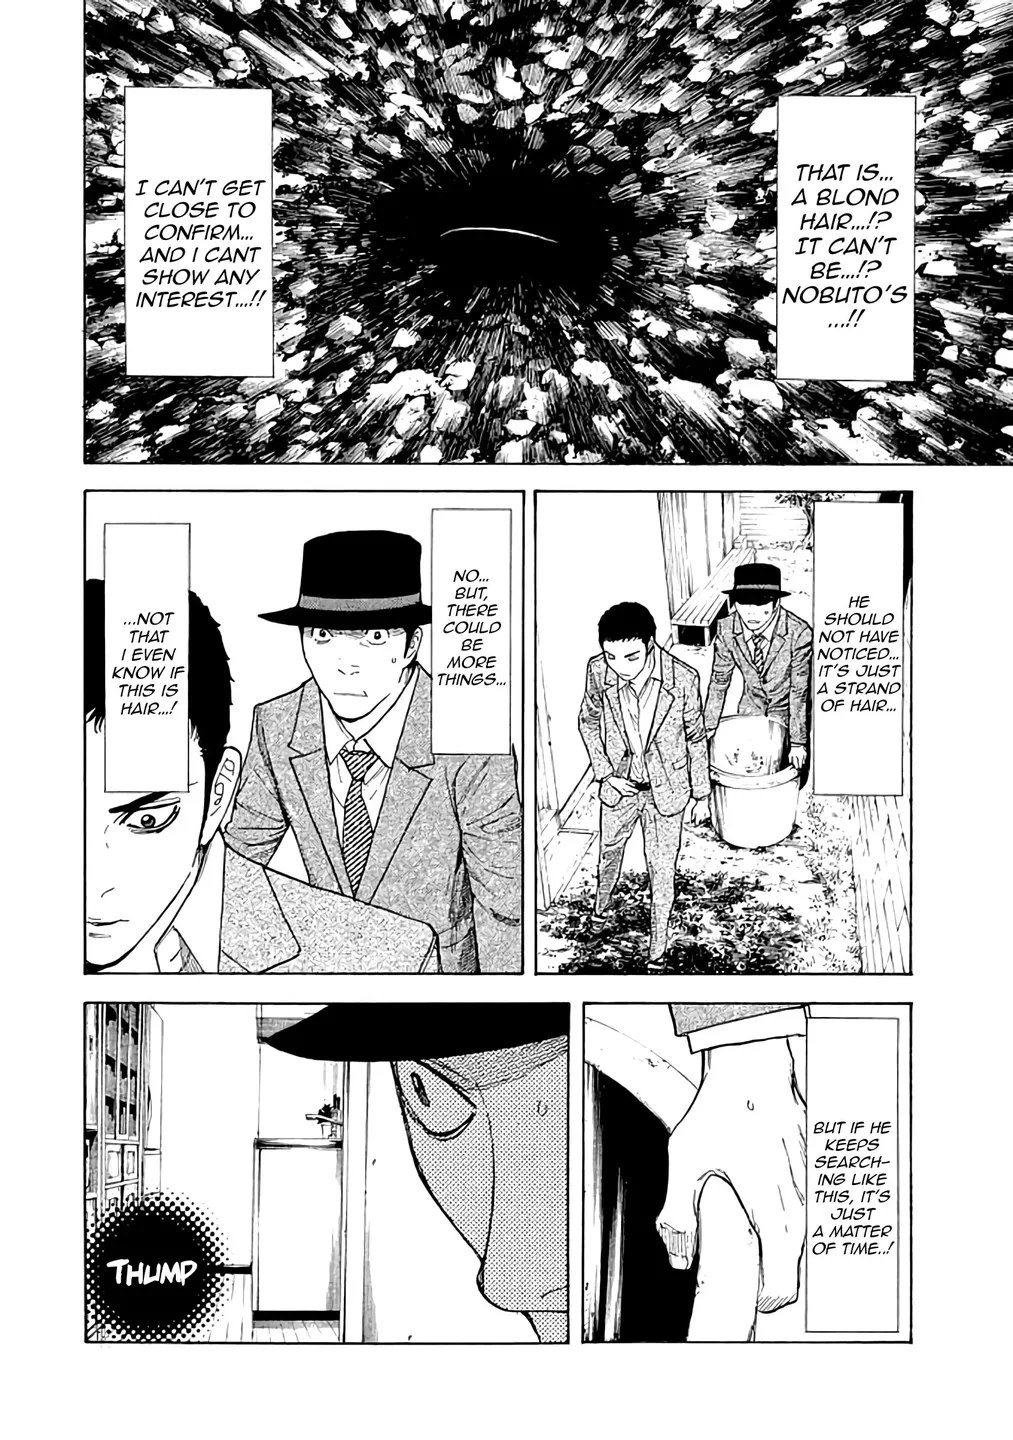 THAT IS...
A BLOND
HAIR...!?
IT CAN'T
BE...!?
NOBUTO'S
...!!
I CAN'T GET
CLOSE TO
CONFIRM...
AND I CANT
SHOW ANY
INTEREST...!!
HE
SHOULD
NOT HAVE
NOTICED...
IT'S JUST
A STRAND
OF HAIR...
NO...
BUT,
THERE
COULD
BE
MORE
THINGS...
...NOT
THAT
I EVEN
KNOW IF
THIS IS
HAIR...!
BUT IF HE
KEEPS
SEARCH-
ING LIKE
THIS, IT'S
JUST
A MATTER
OF TIME..!
THUMP